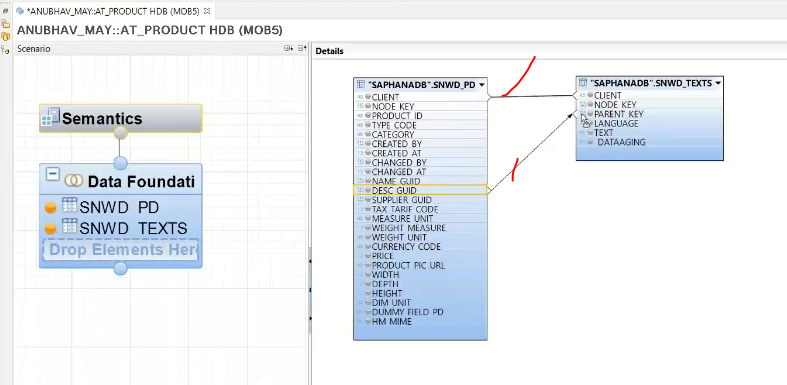 *ANUBHAV_MAY::AT_PRODUCT HDB (MOB5)
ANUBHAV_MAY::AT_PRODUCT HDB (MOB5)
Scenario
Semantics
Data Foundati
SNWD_PD
SNWD_TEXTS
Drop Elements Her
Details
"SAPHANADB".SNWD_PD
CLIENT
NODE KEY
PRODUCT ID
TYPE CODE
CATEGORY
CREATED BY
CREATED AT
CHANGED BY
CHANGED AT
NAME GUID
DESC GUID
SUPPLIER GUID
TAX TARIF CODE
MEASURE UNIT
WEIGHT MEASURE
WEIGHT UNIT
CURRENCY CODE
PRICE
PRODUCT PIC URL
WIDTH
DEPTH
HEIGHT
DIM UNIT
DUMMY FIELD PD
HM MIME
"SAPHANADB".SNWD_TEXTS
CLIENT
NODE KEY
PARENT KEY
LANGUAGE
TEXT
DATAAGING